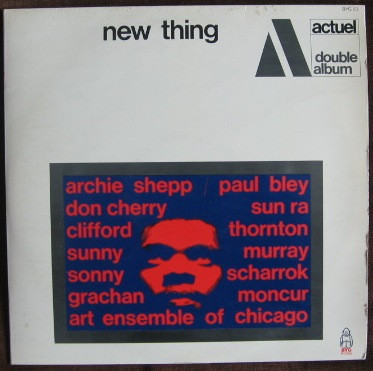 new thing
actuel
double
album
archie shepp / paul bley
don cherry sun ra
clifford thornton
sunny murray
sonny scharrok
grachan moncur
art ensemble of chicago
BYG